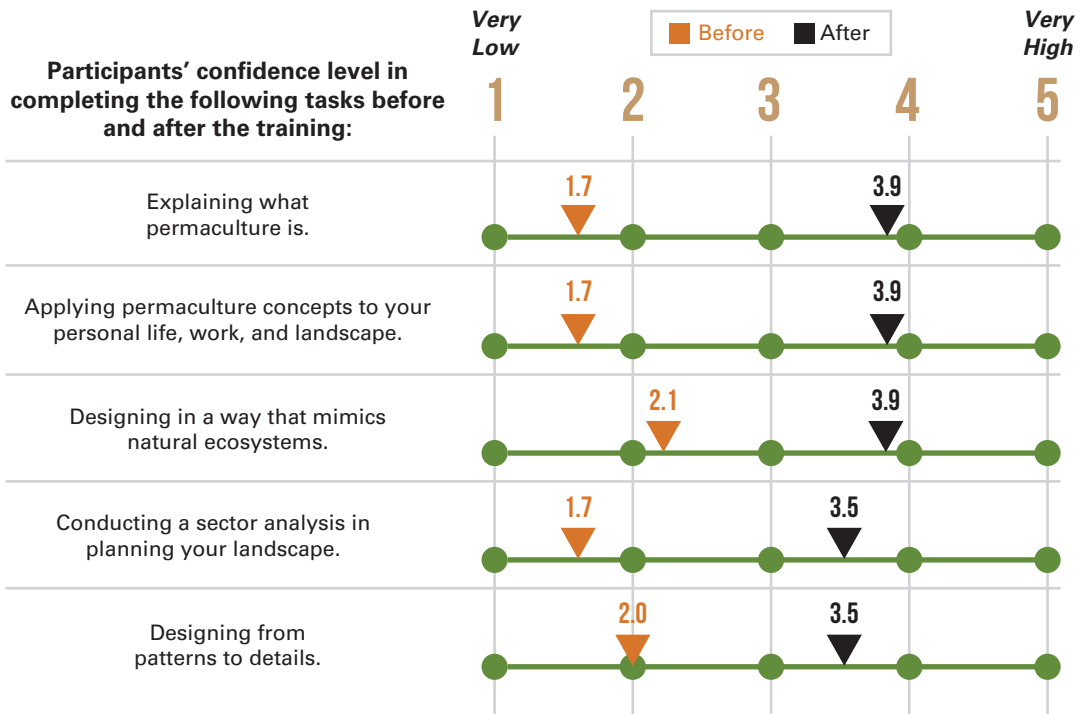 Very
Low
Before
After
Very
High
Participants’ confidence level in
completing the following tasks before
and after the training:
1
2
3
4
5
Explaining what
permaculture is.
1.7
3.9
Applying permaculture concepts to your
personal life, work, and landscape.
1.7
3.9
Designing in a way that mimics
natural ecosystems.
2.1
3.9
Conducting a sector analysis in
planning your landscape.
1.7
3.5
Designing from
patterns to details.
2.0
3.5